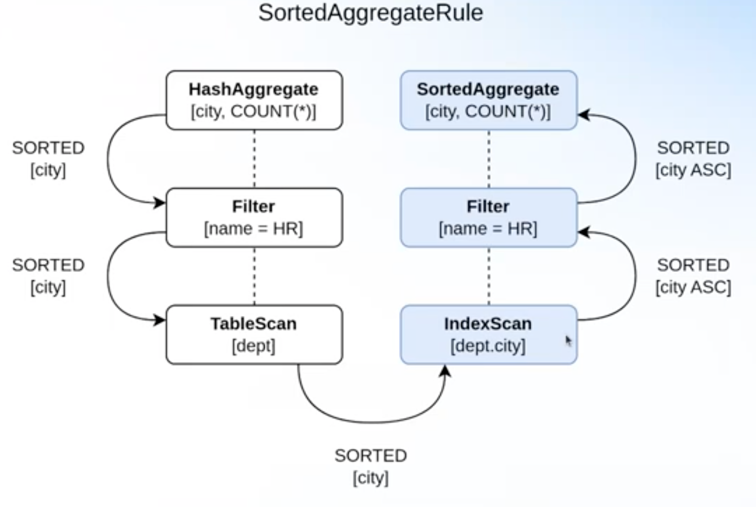 SortedAggregateRule
HashAggregate
[city, COUNT(*)]
SortedAggregate
[city, COUNT(*)]
SORTED
[city]
SORTED
[city ASC]
Filter
[name = HR]
Filter
[name = HR]
SORTED
[city]
SORTED
[city ASC]
TableScan
[dept]
IndexScan
[dept.city]
SORTED
[city]